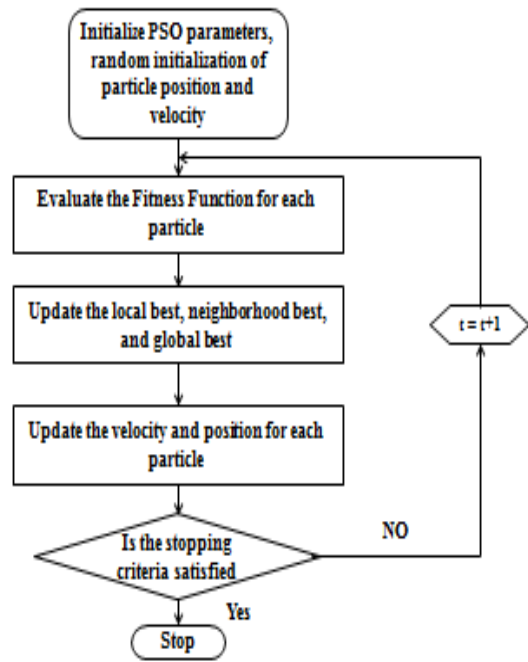 Initialize PSO parameters,
random initialization of
particle position and
velocity
Evaluate the Fitness Function for each
particle
Update the local best, neighborhood best,
and global best
t = t+1
Update the velocity and position for each
particle
Is the stopping
criteria satisfied
NO
Yes
Stop